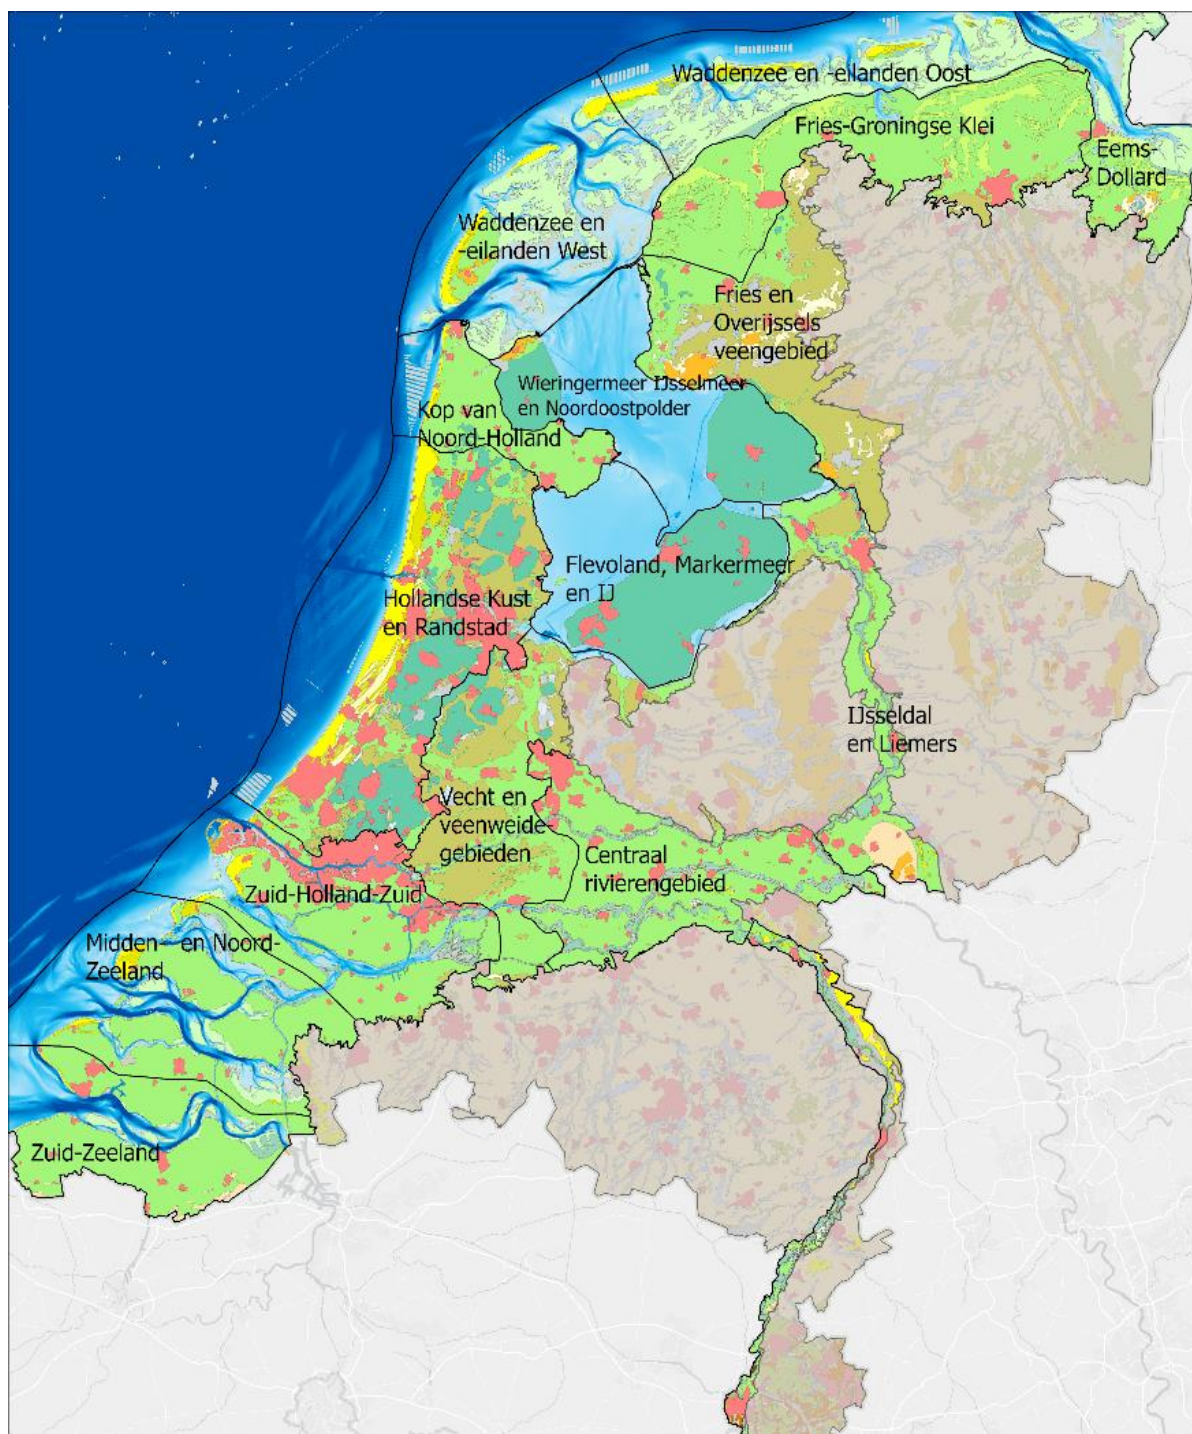 Waddenzee en -eilanden Oost
Fries-Groningse Klei
Eems-
Dollard
Waddenzee en
-eilanden West
Fries en
Overijssels
veengebied
Wieringermeer IJsselmeer
en Noordoostpolder
Kop van
Noord-Holland
Flevoland, Markermeer
en IJ
Hollandse Kust
en Randstad
IJsseldal
en Liemers
Vecht en
veenweide-
gebieden
Centraal
rivierengebied
Zuid-Holland-Zuid
Midden- en Noord-
Zeeland
Zuid-Zeeland